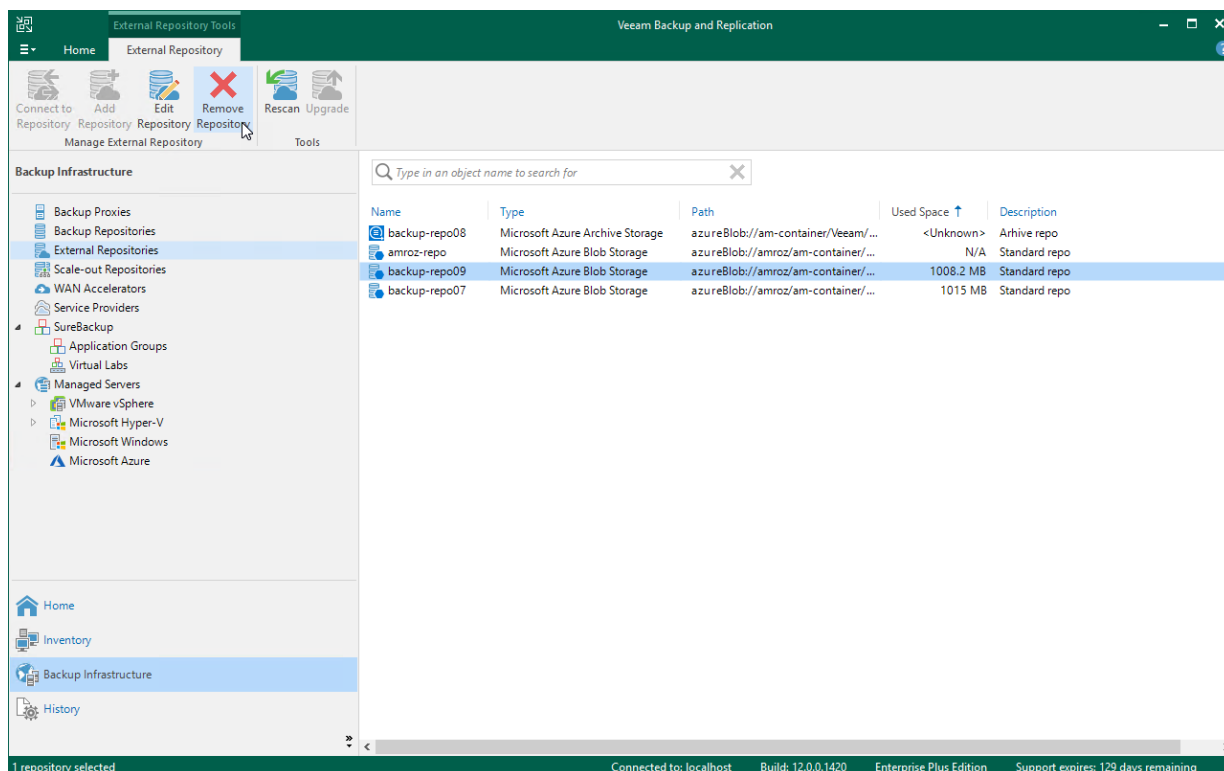 External Repository Tools
Veeam Backup and Replication
Home
External Repository
Connect to Repository
Add Repository
Edit Repository
Remove Repository
Rescan
Upgrade
Manage External Repository
Tools
Backup Infrastructure
Type in an object name to search for
Backup Proxies
Backup Repositories
External Repositories
Scale-out Repositories
WAN Accelerators
Service Providers
SureBackup
Application Groups
Virtual Labs
Managed Servers
VMware vSphere
Microsoft Hyper-V
Microsoft Windows
Microsoft Azure
Name Type Path Used Space Description
backup-repo08 Microsoft Azure Archive Storage azureBlob://am-container/Veeam/... <Unknown> Arhive repo
amroz-repo Microsoft Azure Blob Storage azureBlob://amroz/am-container/... N/A Standard repo
backup-repo09 Microsoft Azure Blob Storage azureBlob://amroz/am-container/... 1008.2 MB Standard repo
backup-repo07 Microsoft Azure Blob Storage azureBlob://amroz/am-container/... 1015 MB Standard repo
Home
Inventory
Backup Infrastructure
History
1 repository selected
Connected to: localhost Build: 12.0.0.1420 Enterprise Plus Edition Support expires: 129 days remaining